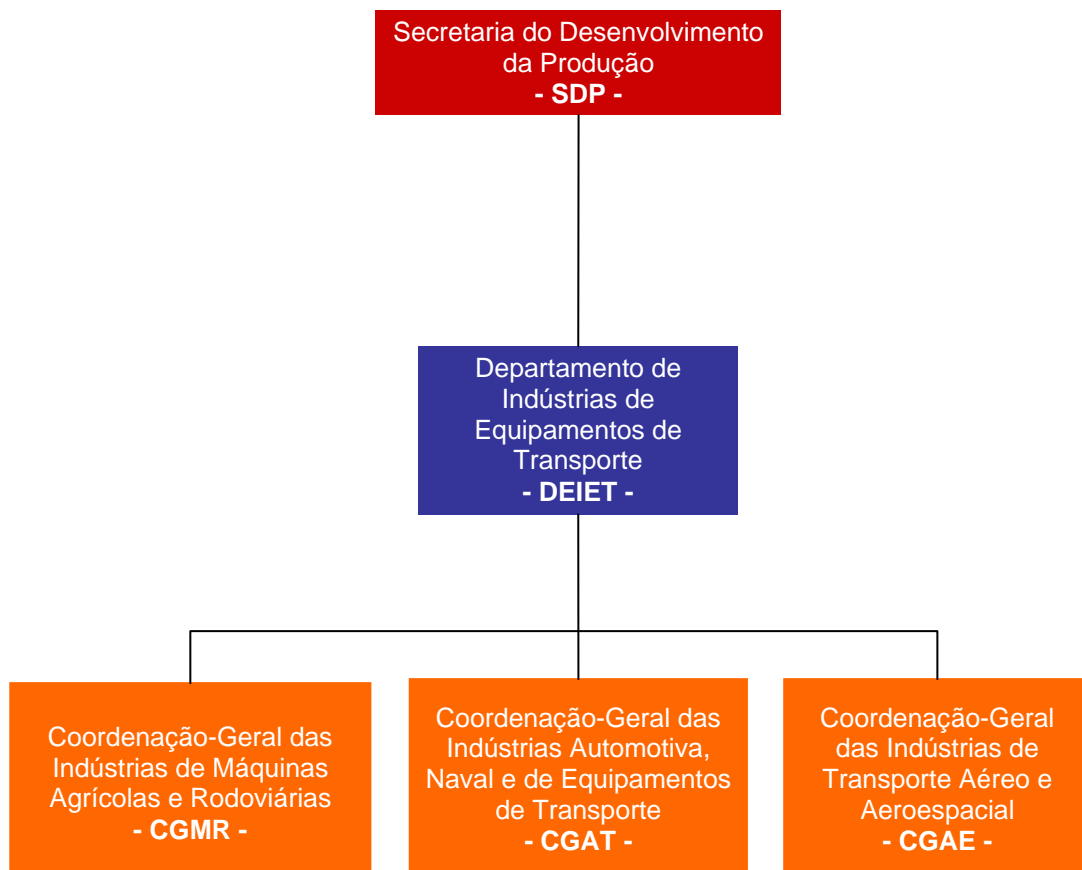 Secretaria do Desenvolvimento
da Produção
- SDP -
Departamento de
Indústrias de
Equipamentos de
Transporte
- DEIET -
Coordenação-Geral das
Indústrias de Máquinas
Agrícolas e Rodoviárias
- CGMR -
Coordenação-Geral das
Indústrias Automotiva,
Naval e de Equipamentos
de Transporte
- CGAT -
Coordenação-Geral
das Indústrias de
Transporte Aéreo e
Aeroespacial
- CGAE -